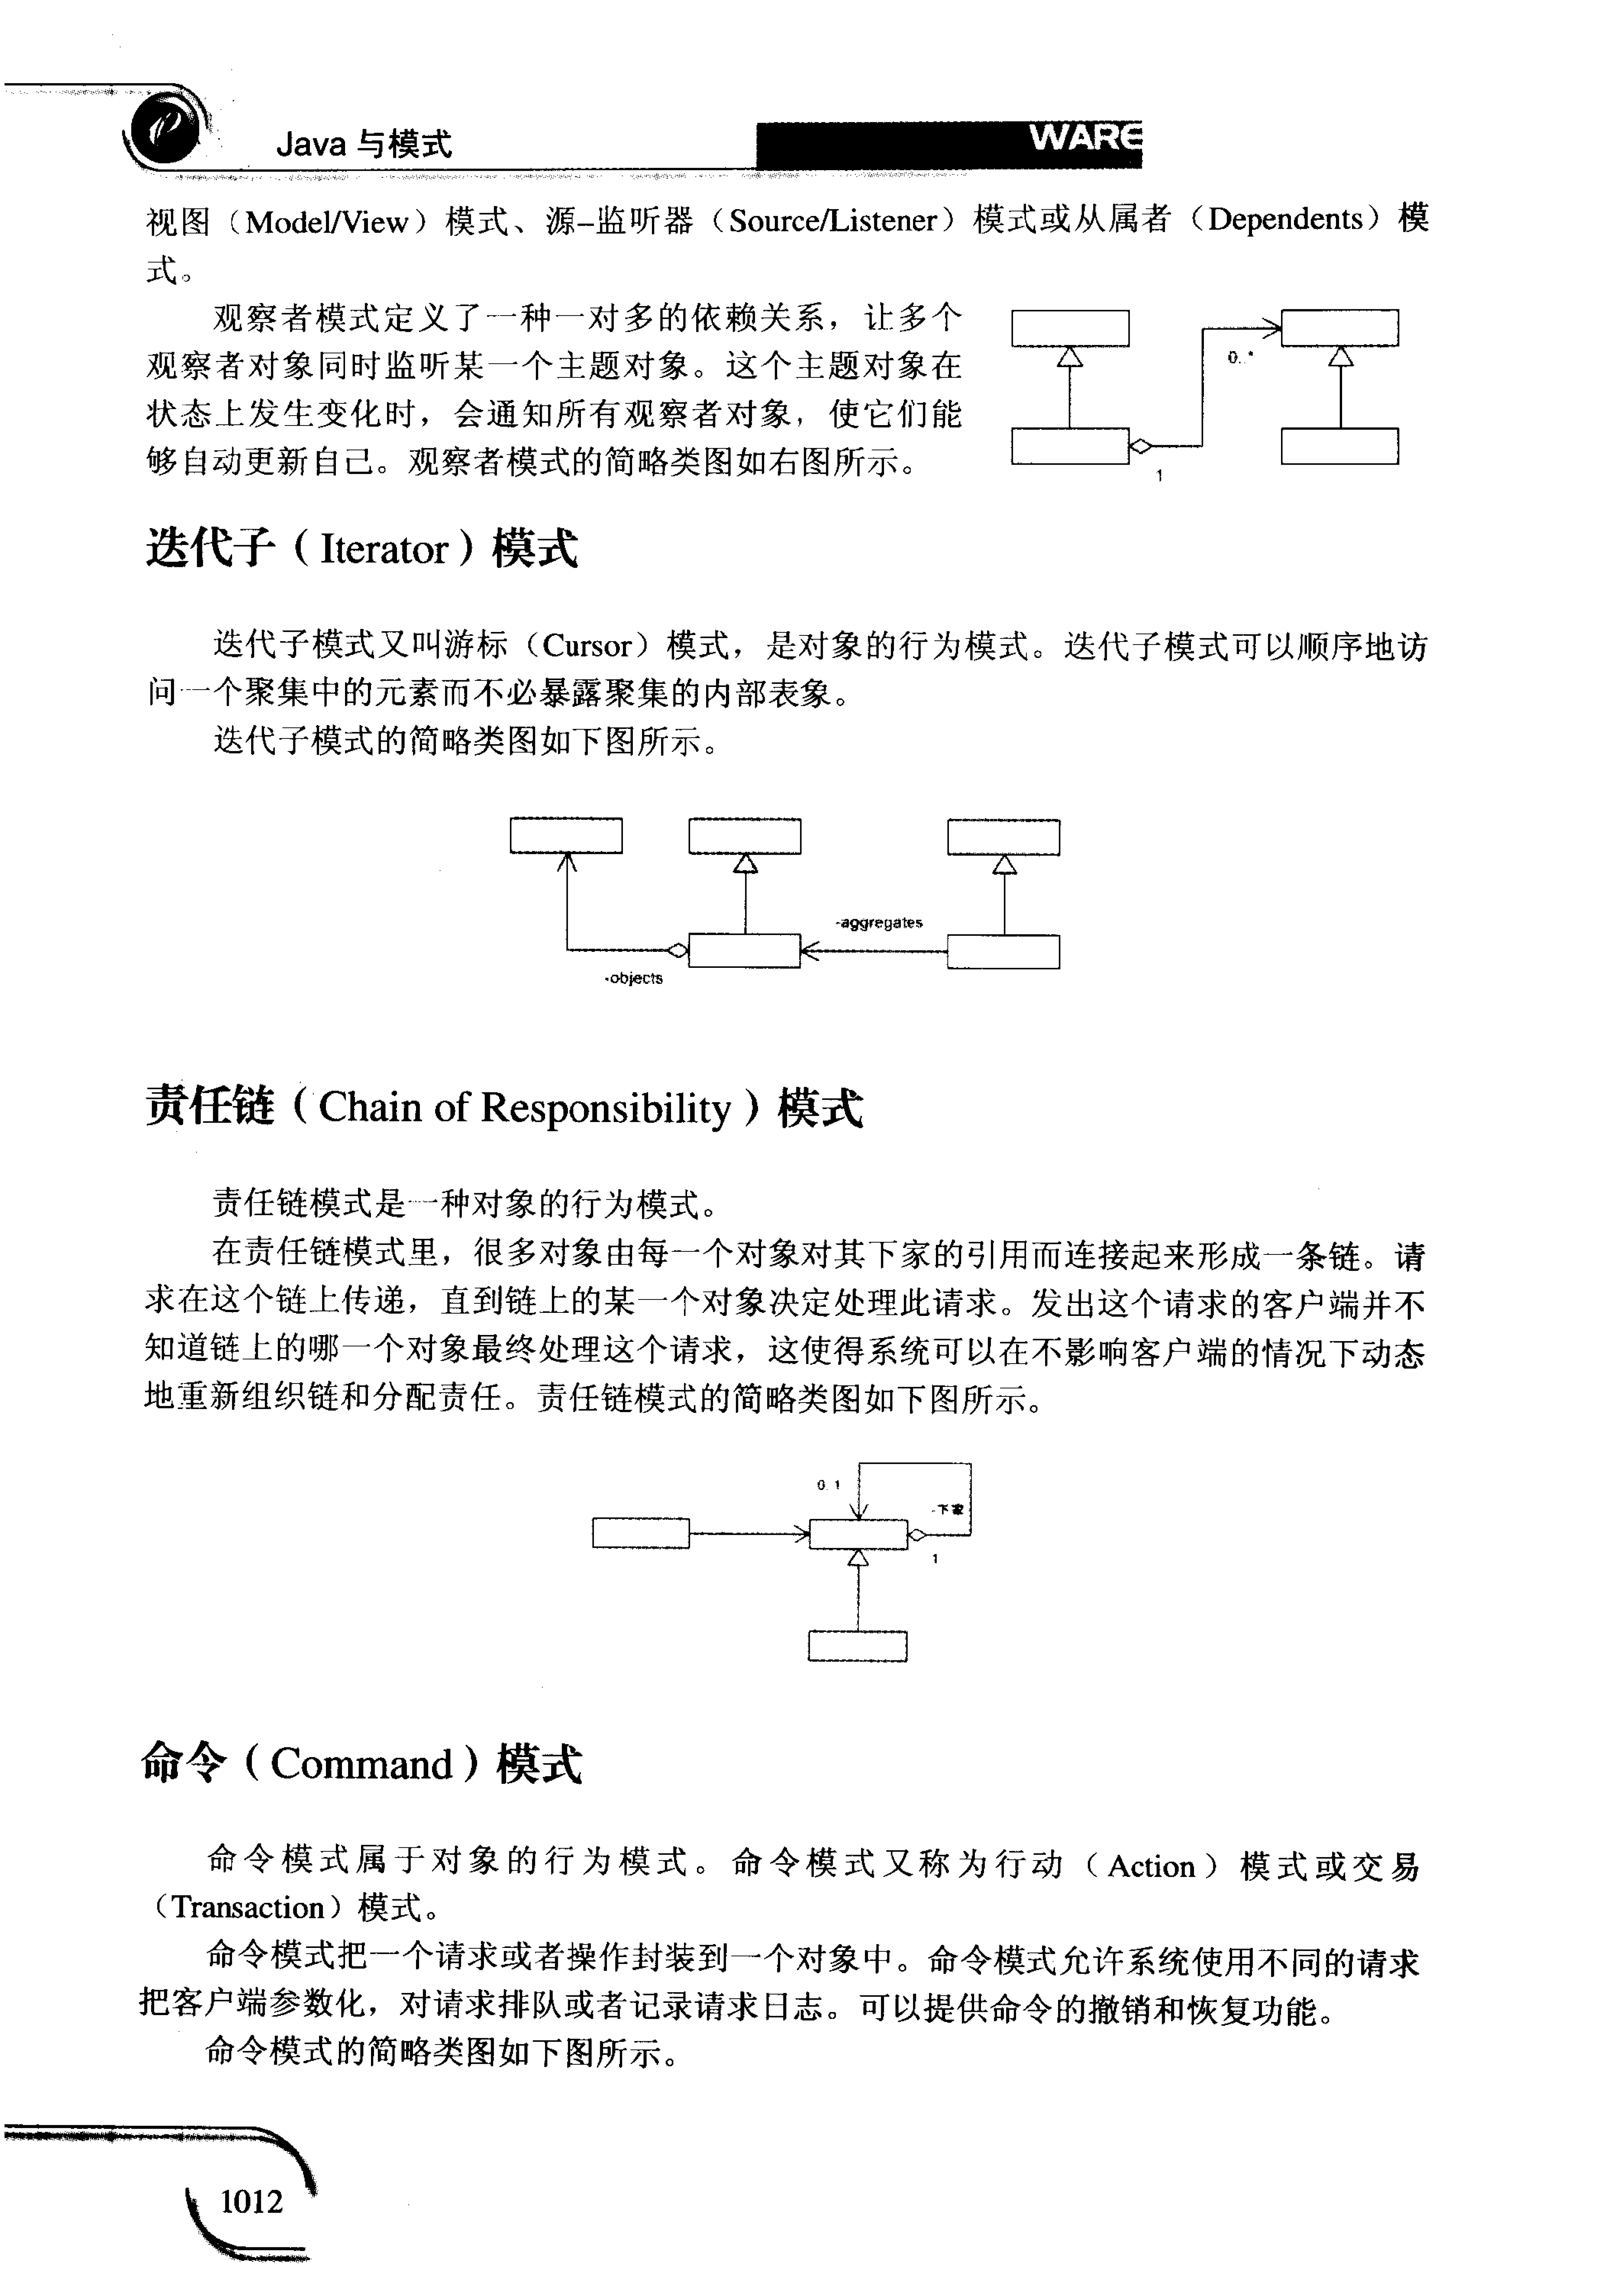 Java 与模式
WARE
视图（Model/View）模式、源–监听器（Source/Listener）模式或从属者（Dependents）模
式。
观察者模式定义了一种一对多的依赖关系，让多个
观察者对象同时监听某一个主题对象。这个主题对象在
状态上发生变化时，会通知所有观察者对象，使它们能
够自动更新自己。观察者模式的简略类图如右图所示。
0..*
1
迭代子（Iterator）模式
迭代子模式又叫游标（Cursor）模式，是对象的行为模式。迭代子模式可以顺序地访
问一个聚集中的元素而不必暴露聚集的内部表象。
迭代子模式的简略类图如下图所示。
-aggregates
-objects
责任链（Chain of Responsibility）模式
责任链模式是一种对象的行为模式。
在责任链模式里，很多对象由每一个对象对其下家的引用而连接起来形成一条链。请
求在这个链上传递，直到链上的某一个对象决定处理此请求。发出这个请求的客户端并不
知道链上的哪一个对象最终处理这个请求，这使得系统可以在不影响客户端的情况下动态
地重新组织链和分配责任。责任链模式的简略类图如下图所示。
0..1
-下家
1
命令（Command）模式
命令模式属于对象的行为模式。命令模式又称为行动（Action）模式或交易
（Transaction）模式。
命令模式把一个请求或者操作封装到一个对象中。命令模式允许系统使用不同的请求
把客户端参数化，对请求排队或者记录请求日志。可以提供命令的撤销和恢复功能。
命令模式的简略类图如下图所示。
1012